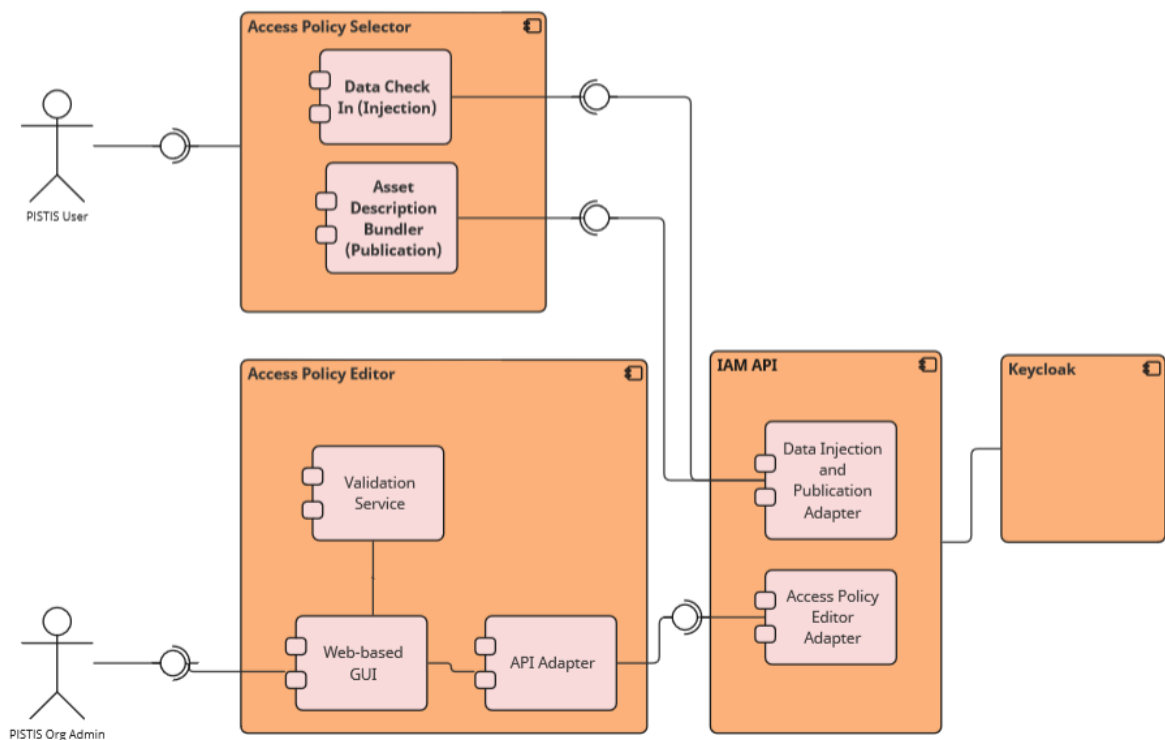 Access Policy Selector
Data Check
In (Injection)
Asset
Description
Bundler
(Publication)
PISTIS User
Access Policy Editor
Validation
Service
Web-based
GUI
API Adapter
PISTIS Org Admin
IAM API
Data Injection
and
Publication
Adapter
Access Policy
Editor
Adapter
Keycloak